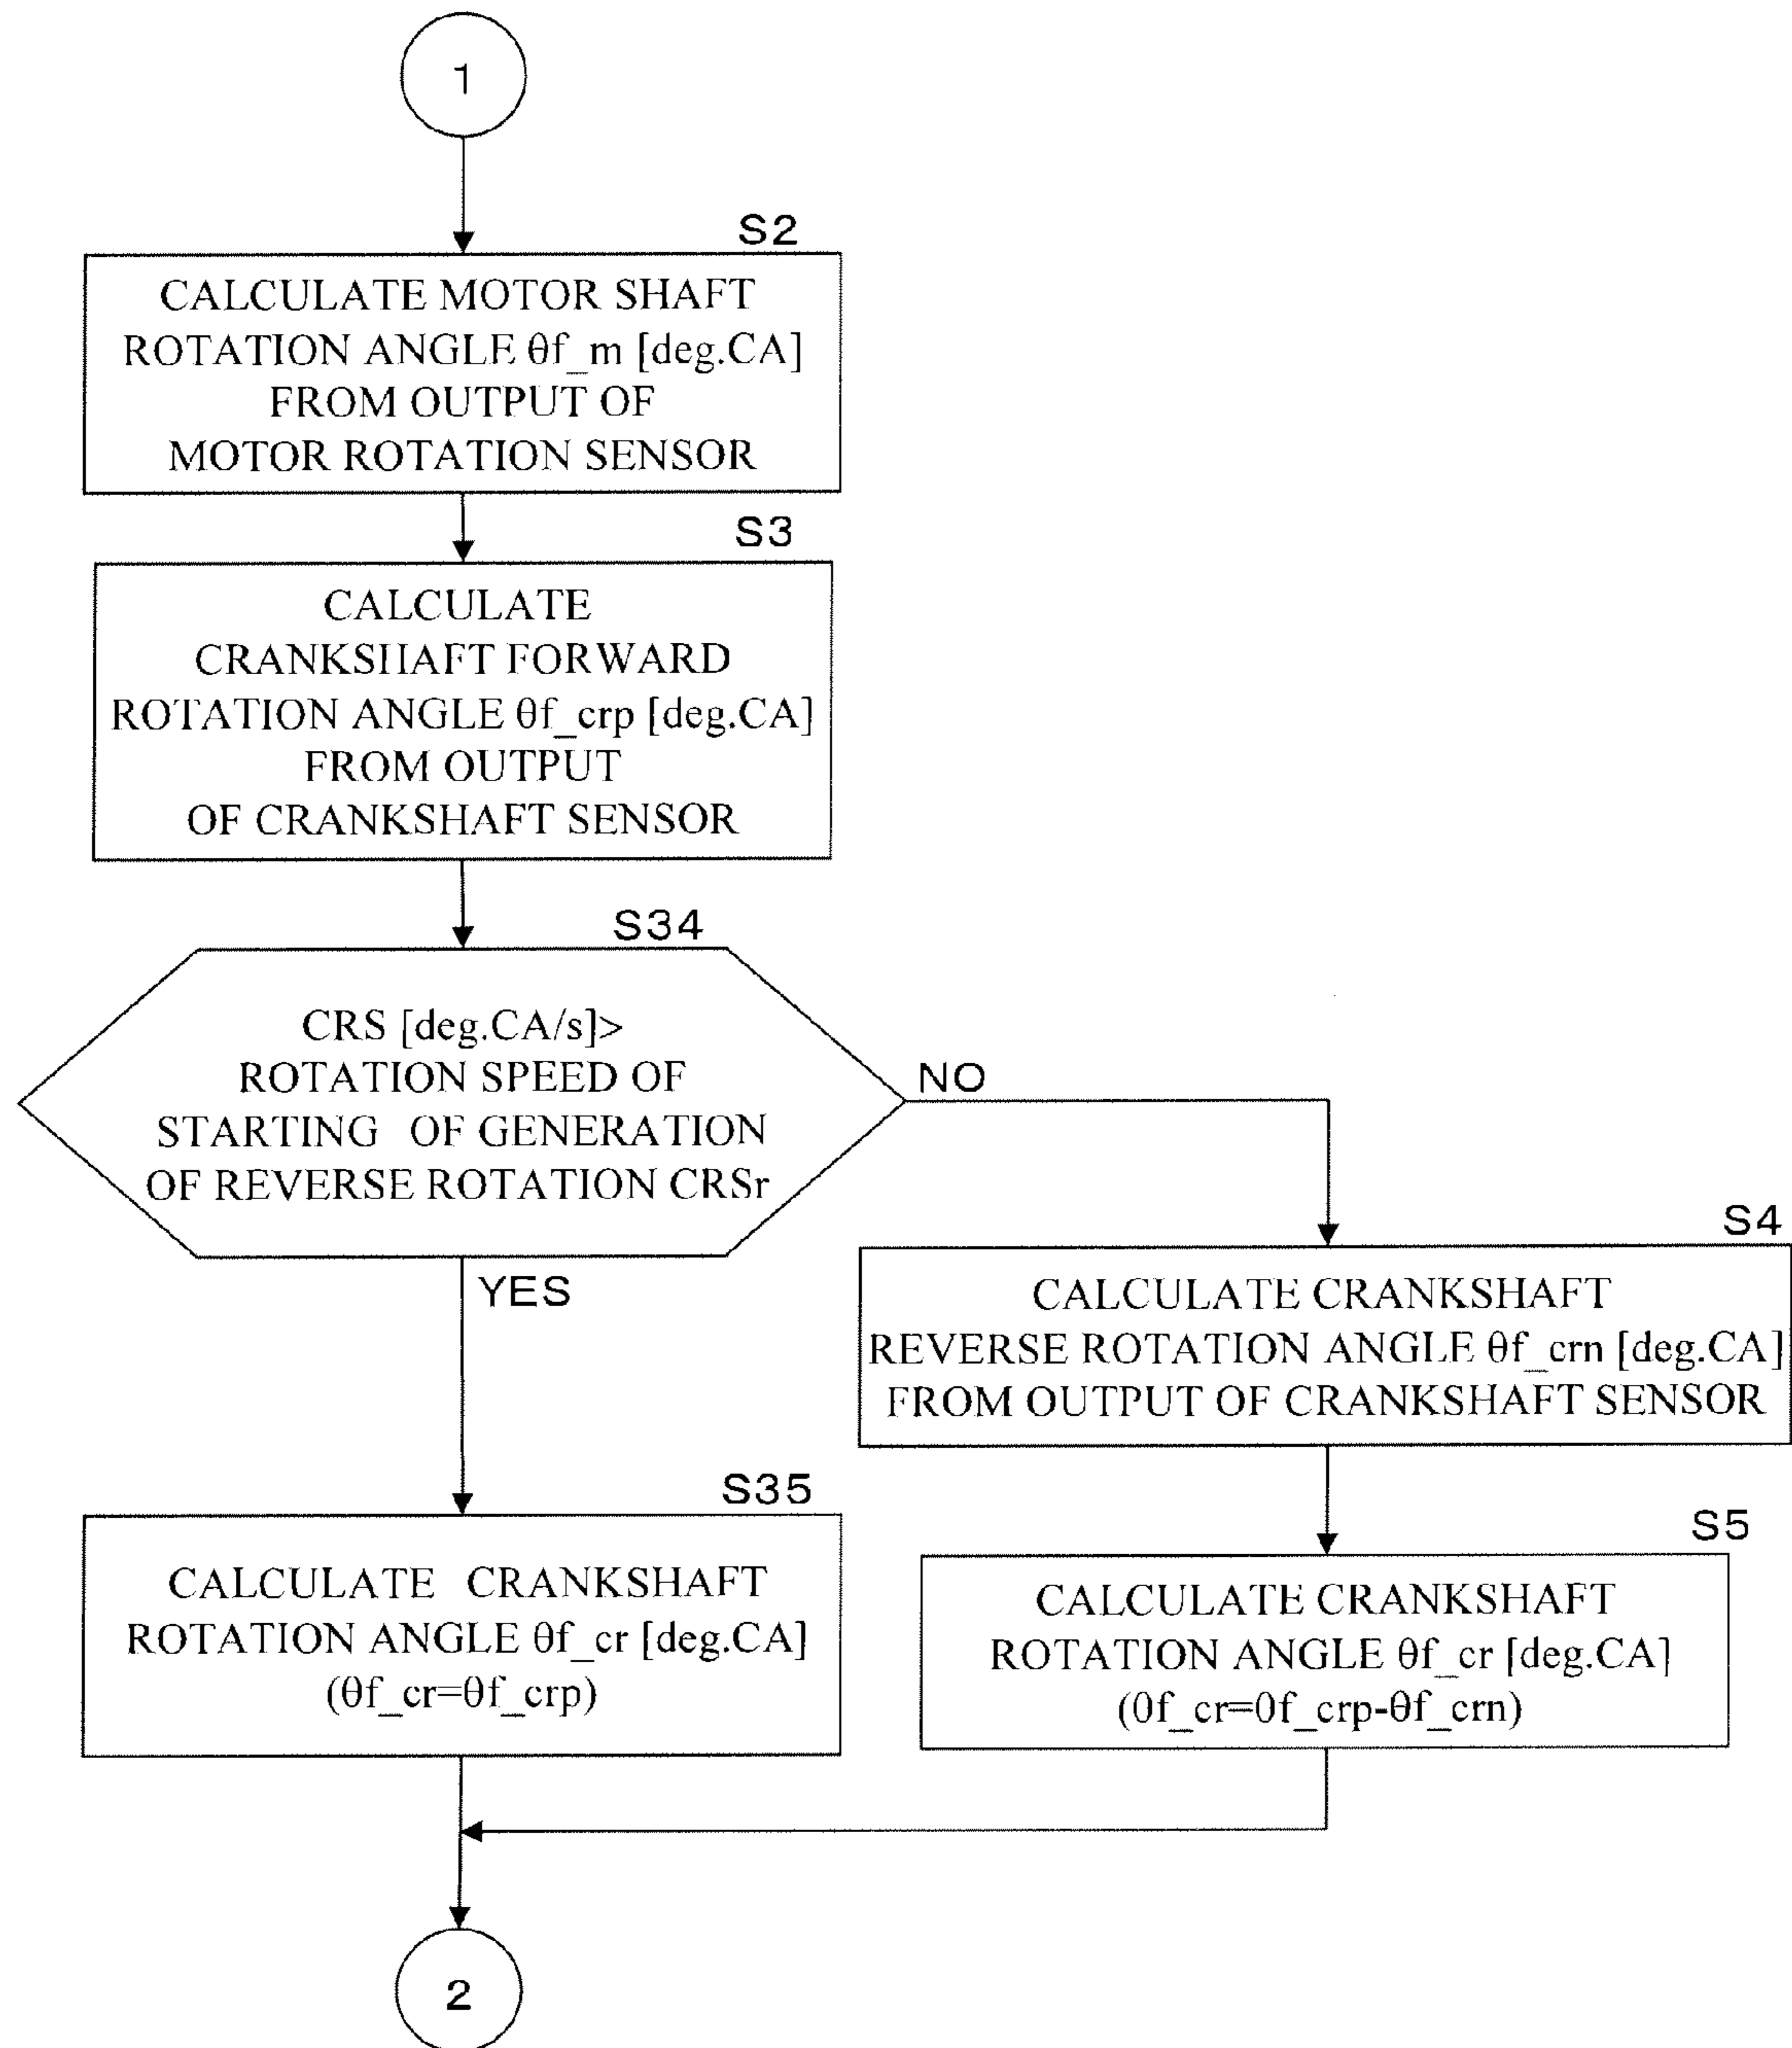 1
S2
CALCULATE MOTOR SHAFT
ROTATION ANGLE θf_m [deg.CA]
FROM OUTPUT OF
MOTOR ROTATION SENSOR
S3
CALCULATE
CRANKSHAFT FORWARD
ROTATION ANGLE θf_crp [deg.CA]
FROM OUTPUT
OF CRANKSHAFT SENSOR
S34
CRS [deg.CA/s]>
ROTATION SPEED OF
STARTING OF GENERATION
OF REVERSE ROTATION CRSr
NO
YES
S4
CALCULATE CRANKSHAFT
REVERSE ROTATION ANGLE θf_crn [deg.CA]
FROM OUTPUT OF CRANKSHAFT SENSOR
S35
CALCULATE CRANKSHAFT
ROTATION ANGLE θf_cr [deg.CA]
(θf_cr=θf_crp)
S5
CALCULATE CRANKSHAFT
ROTATION ANGLE θf_cr [deg.CA]
(θf_cr=θf_crp-θf_crn)
2